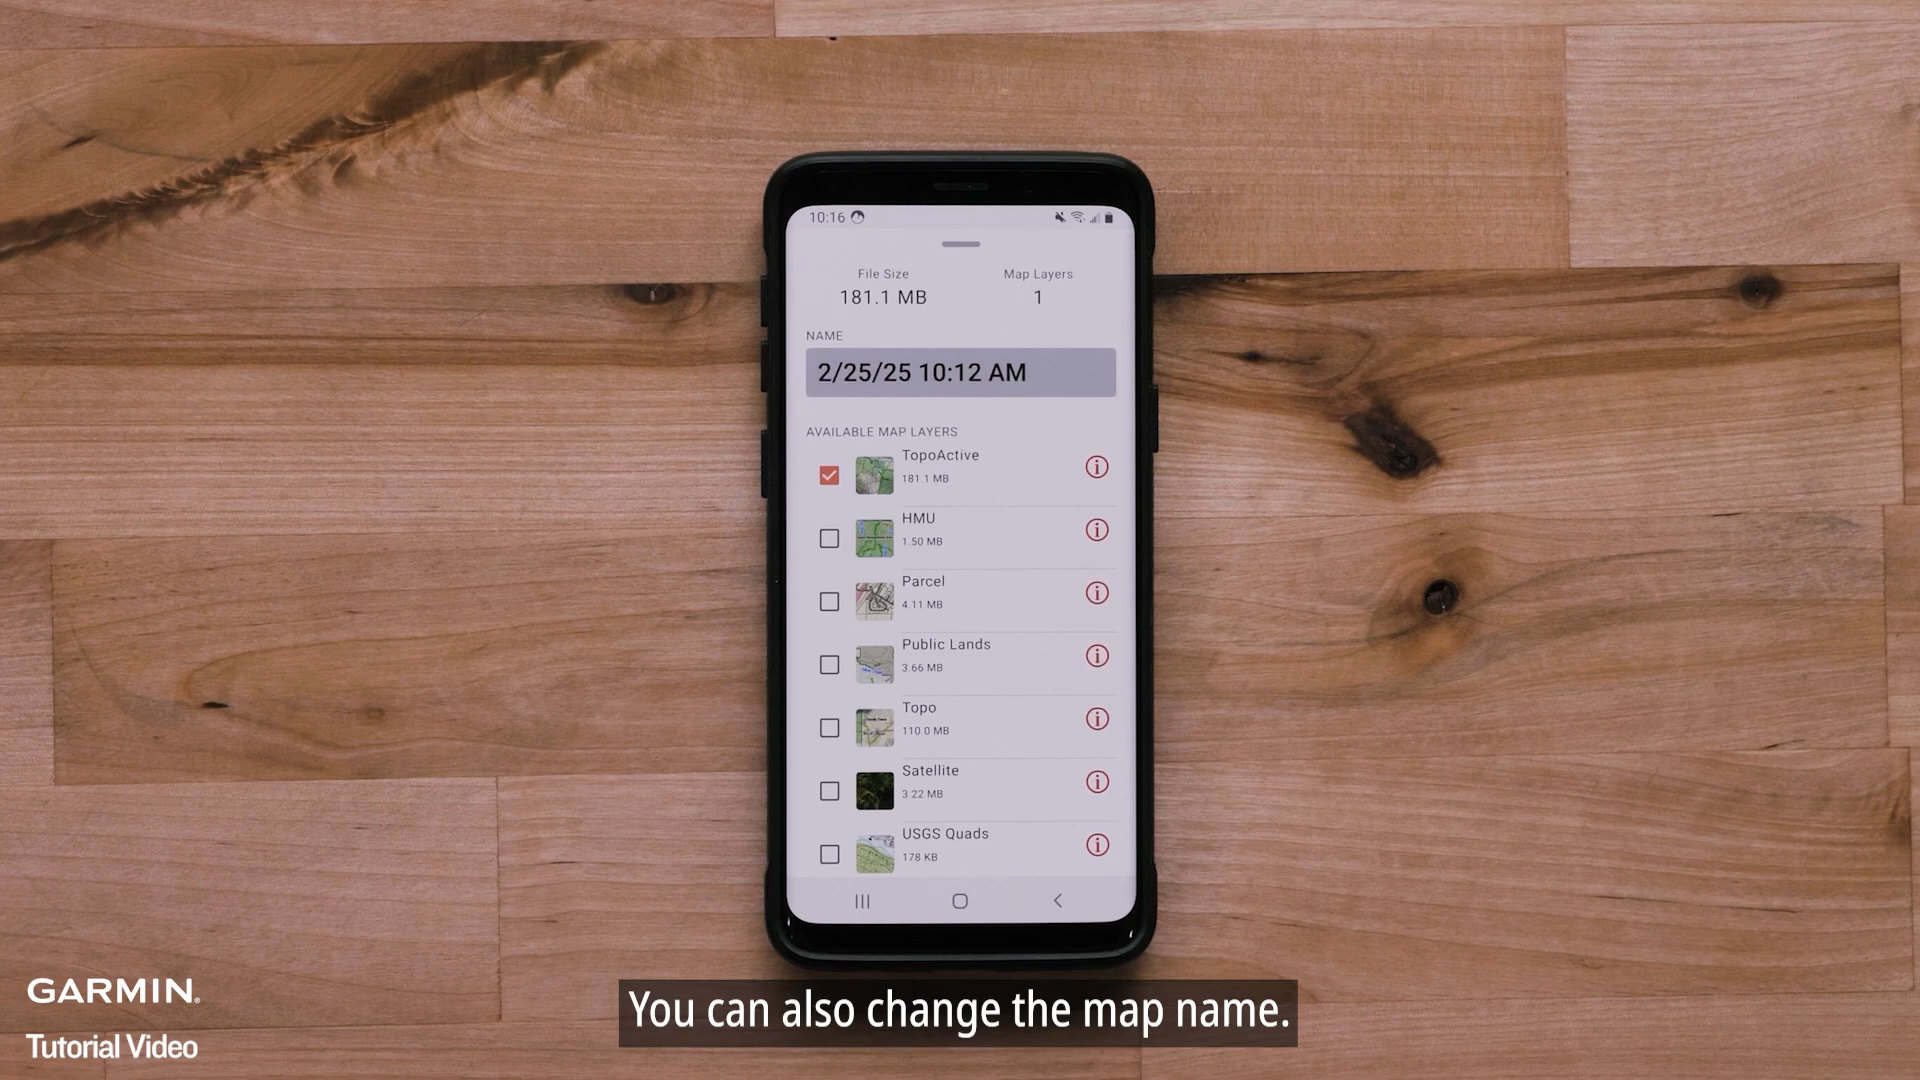 10:16
File Size
181.1 MB
Map Layers
1
NAME
2/25/25 10:12 AM
AVAILABLE MAP LAYERS
TopoActive
181.1 MB
HMU
1.50 MB
Parcel
4.11 MB
Public Lands
3.66 MB
Topo
110.0 MB
Satellite
3.22 MB
USGS Quads
178 KB
GARMIN®
Tutorial Video
You can also change the map name.